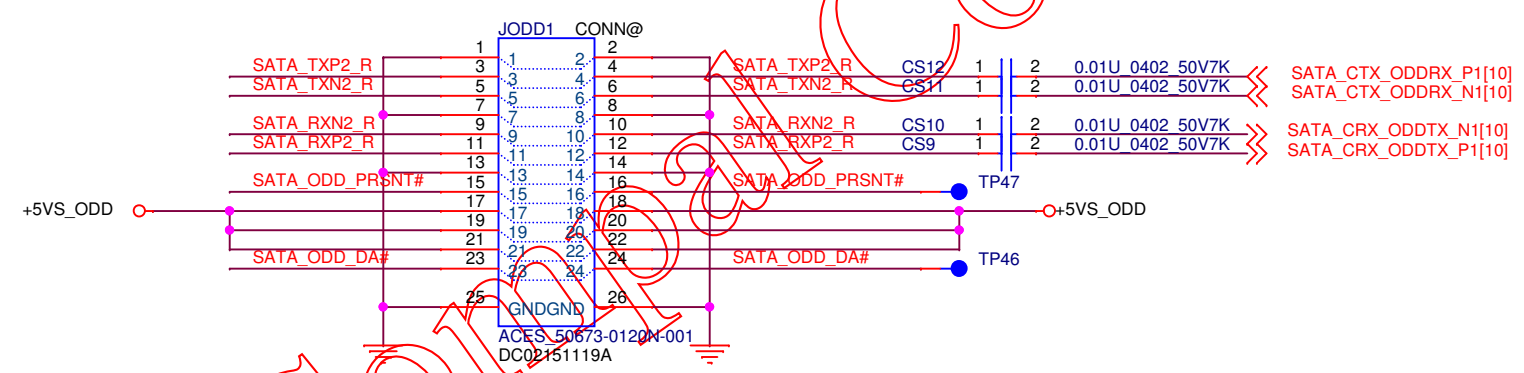 JODD1 CONN@
1 1 2 2
SATA_TXP2_R 3 3 4 4 SATA_TXP2_R CS12 1 2 0.01U_0402_50V7K SATA_CTX_ODDRX_P1[10]
SATA_TXN2_R 5 5 6 6 SATA_TXN2_R CS11 1 2 0.01U_0402_50V7K SATA_CTX_ODDRX_N1[10]
7 7 8 8
SATA_RXN2_R 9 9 10 10 SATA_RXN2_R CS10 1 2 0.01U_0402_50V7K SATA_CRX_ODDTX_N1[10]
SATA_RXP2_R 11 11 12 12 SATA_RXP2_R CS9 1 2 0.01U_0402_50V7K SATA_CRX_ODDTX_P1[10]
13 13 14 14
SATA_ODD_PRSNT# 15 15 16 16 SATA_ODD_PRSNT# TP47
+5VS_ODD 17 17 18 18 +5VS_ODD
19 19 20 20
21 21 22 22
SATA_ODD_DA# 23 23 24 24 SATA_ODD_DA# TP46
25 GND GND 26
ACES_50673-0120N-001
DC02151119A